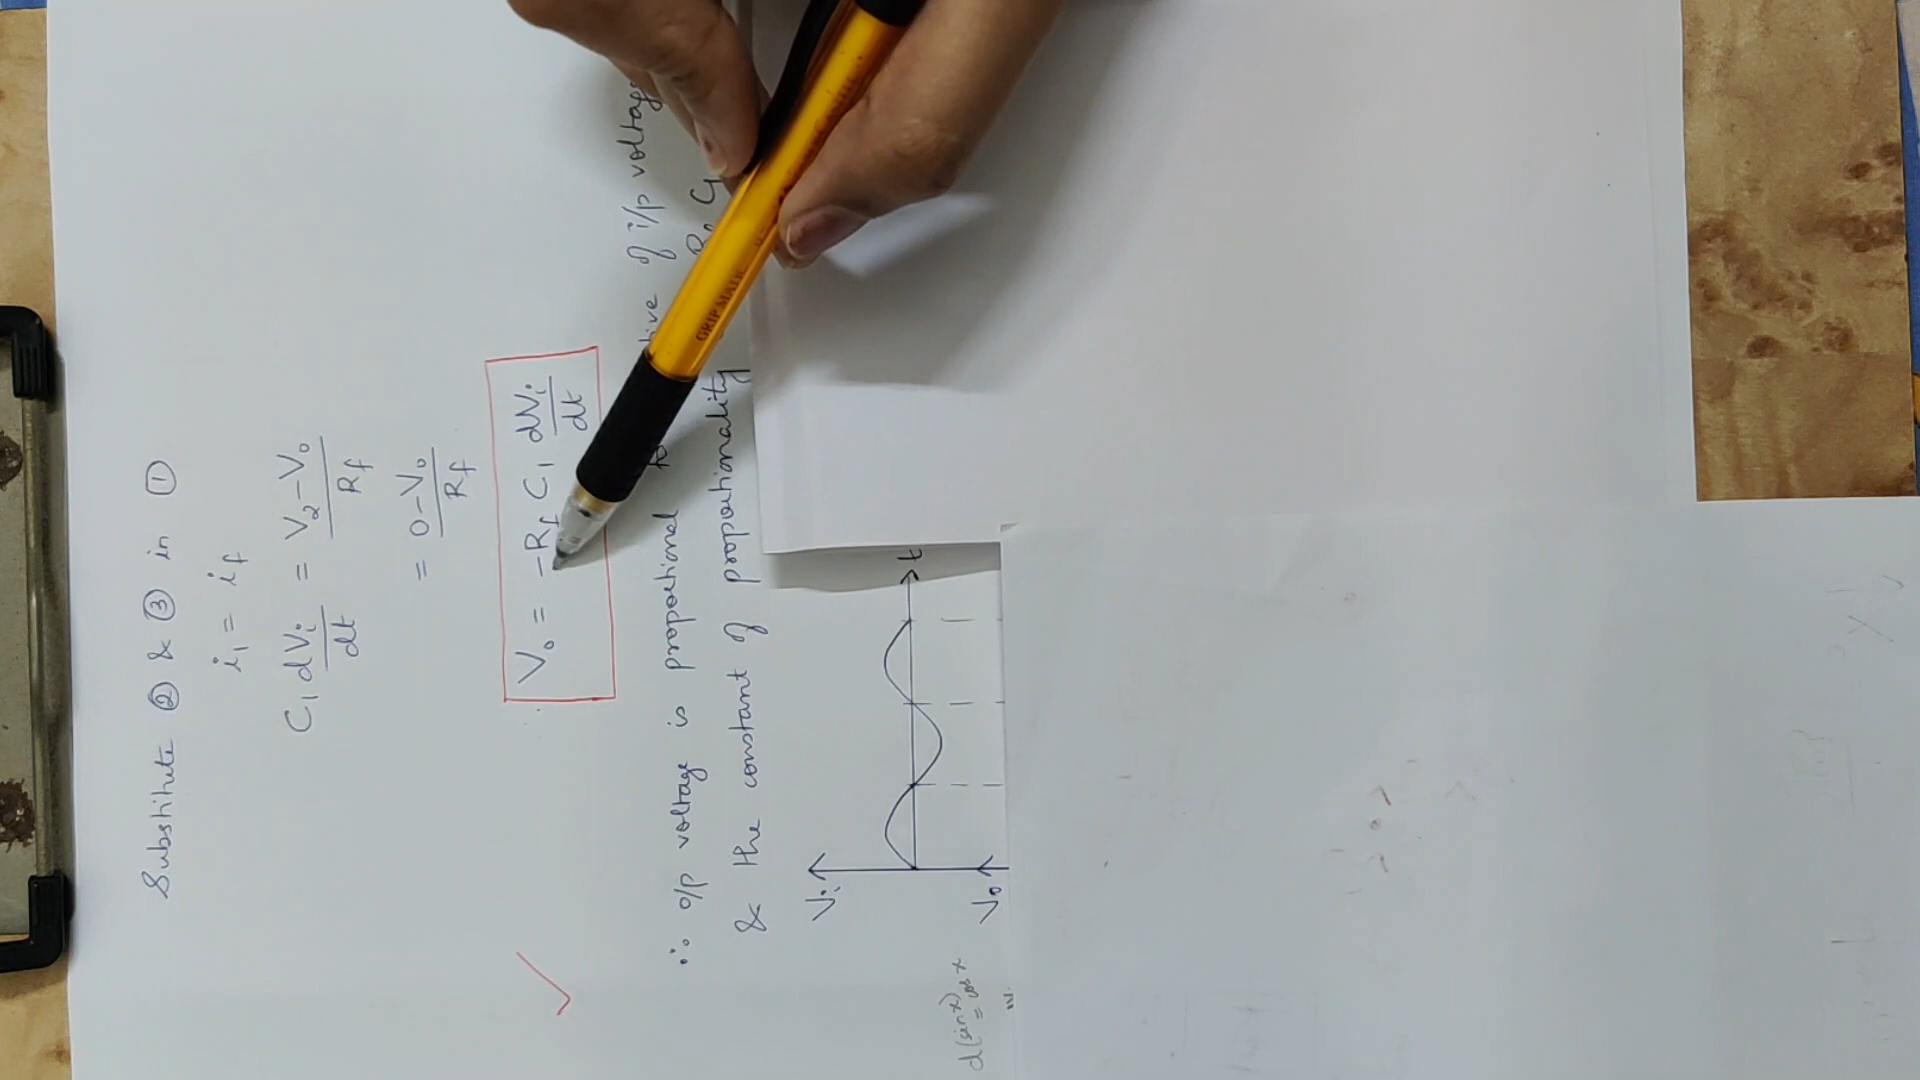 Substitute ② & ③ in ①
i₁ = i_f
C₁ dVᵢ/dt = (V₂ - V₀)/R_f
= (0 - V₀)/R_f
V₀ = -R_f C₁ dVᵢ/dt
∴ o/p voltage is proportional of i/p voltage
& the constant of proportionality
Vᵢ
t
V₀
d(sin x)
= cos x
GRIPMATIC